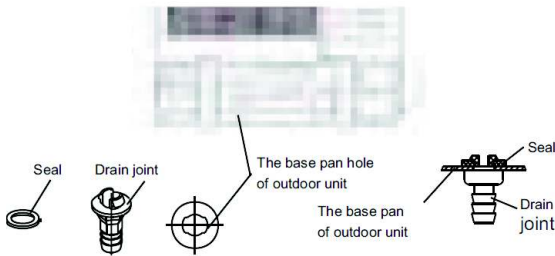 Seal
Drain joint
The base pan hole
of outdoor unit
Seal
The base pan
of outdoor unit
Drain
joint